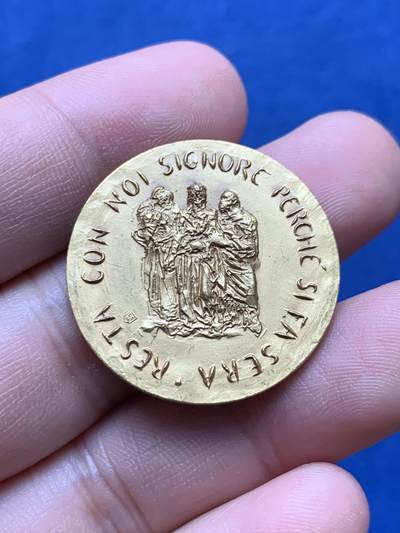 RESTA CON NOI SIGNORE PERCHÉ SI FA SERA